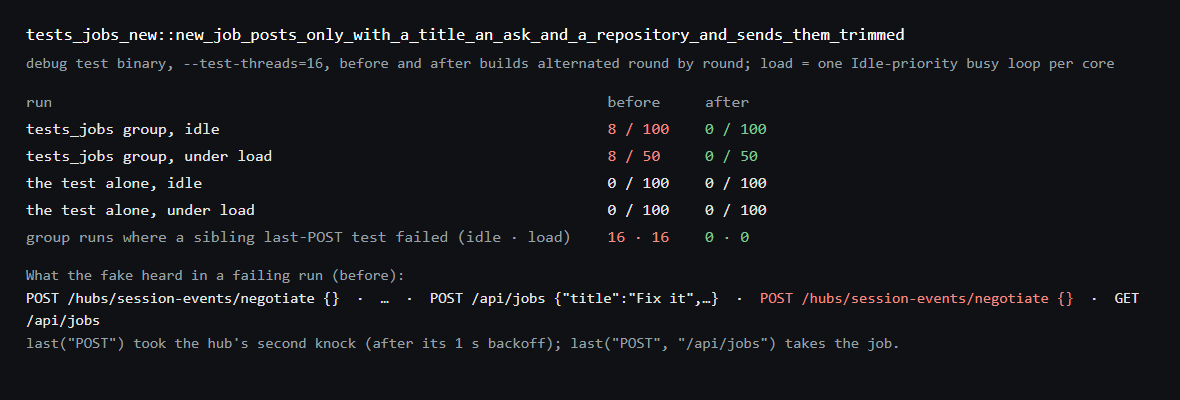 tests_jobs_new::new_job_posts_only_with_a_title_an_ask_and_a_repository_and_sends_them_trimmed
debug test binary, --test-threads=16, before and after builds alternated round by round; load = one Idle-priority busy loop per core
run before after
tests_jobs group, idle 8 / 100 0 / 100
tests_jobs group, under load 8 / 50 0 / 50
the test alone, idle 0 / 100 0 / 100
the test alone, under load 0 / 100 0 / 100
group runs where a sibling last-POST test failed (idle · load) 16 · 16 0 · 0
What the fake heard in a failing run (before):
POST /hubs/session-events/negotiate {} · … · POST /api/jobs {"title":"Fix it",…} · POST /hubs/session-events/negotiate {} · GET
/api/jobs
last("POST") took the hub's second knock (after its 1 s backoff); last("POST", "/api/jobs") takes the job.